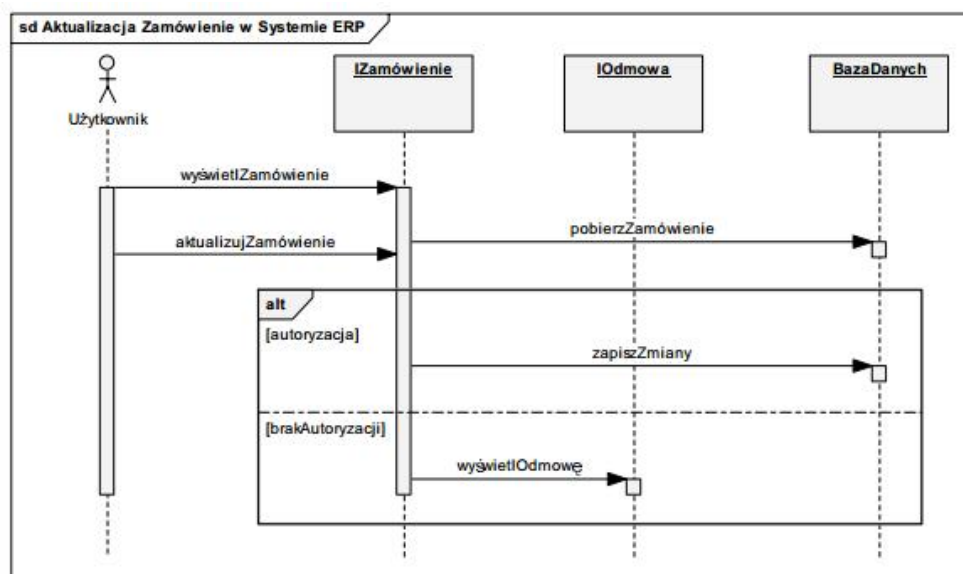 sd Aktualizacja Zamówienie w Systemie ERP
Użytkownik
IZamówienie
IOdmowa
BazaDanych
wyświetlZamówienie
aktualizujZamówienie
pobierzZamówienie
alt
[autoryzacja]
zapiszZmiany
[brakAutoryzacji]
wyświetlOdmowę